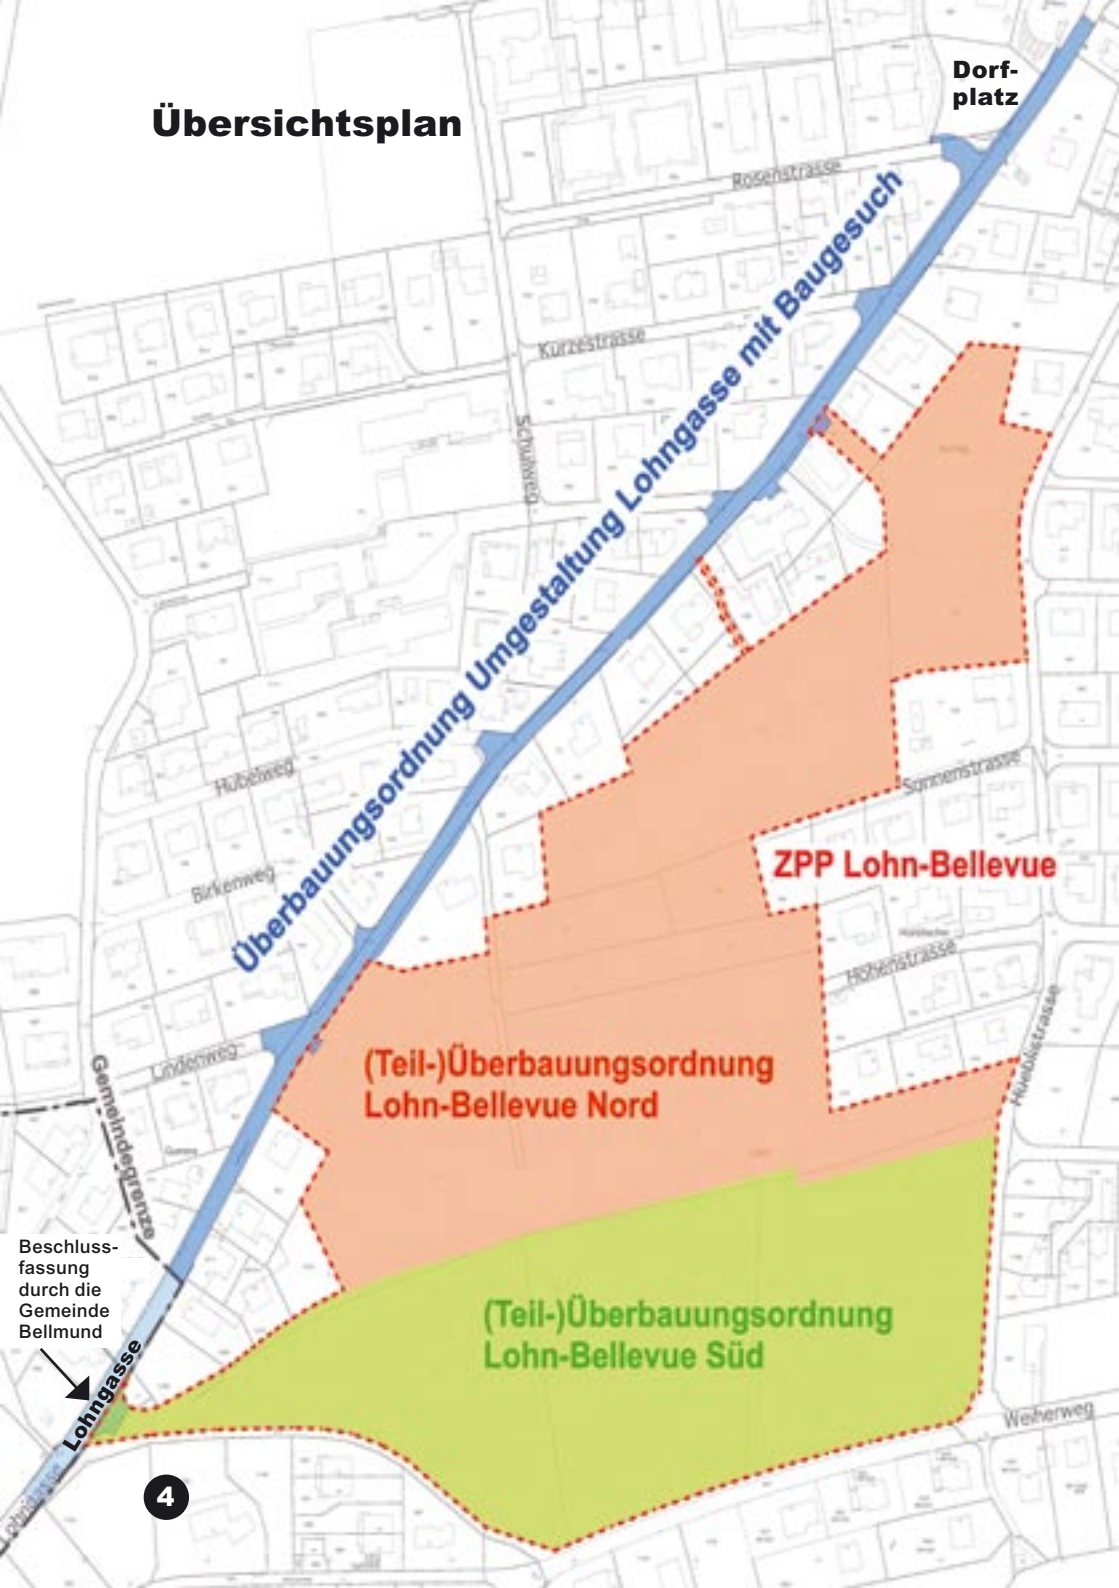 Übersichtsplan
Dorf-
platz
Rosenstrasse
Überbauungsordnung Umgestaltung Lohngasse mit Baugesuch
Kurzestrasse
Schulweg
Hubelweg
Sonnenstrasse
ZPP Lohn-Bellevue
Birkenweg
Höhenstrasse
Hueblistrasse
Lindenweg
Gemeindegrenze
(Teil-)Überbauungsordnung
Lohn-Bellevue Nord
Beschluss-
fassung
durch die
Gemeinde
Bellmund
(Teil-)Überbauungsordnung
Lohn-Bellevue Süd
Lohngasse
Weiherweg
4